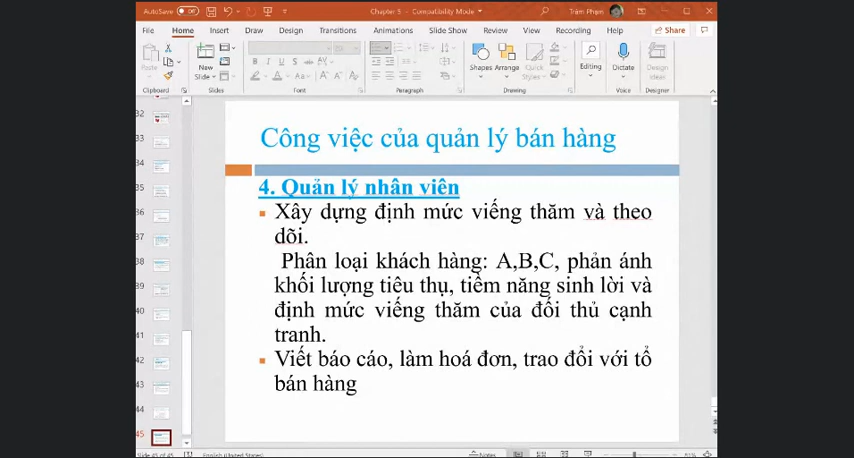 AutoSave Off Chapter 5 - Compatibility Mode Trâm Phạm
File Home Insert Draw Design Transitions Animations Slide Show Review View Recording Help Share
Paste New Slide Shapes Arrange Quick Styles Editing Dictate Design Ideas
Clipboard Slides Font Paragraph Drawing Voice Designer
32
33
34
35
36
37
38
39
40
41
42
43
44
45
Công việc của quản lý bán hàng
4. Quản lý nhân viên
Xây dựng định mức viếng thăm và theo
dõi.
Phân loại khách hàng: A,B,C, phản ánh
khối lượng tiêu thụ, tiềm năng sinh lời và
định mức viếng thăm của đối thủ cạnh
tranh.
Viết báo cáo, làm hoá đơn, trao đổi với tổ
bán hàng
Slide 45 of 45 English (United States) Notes 81%